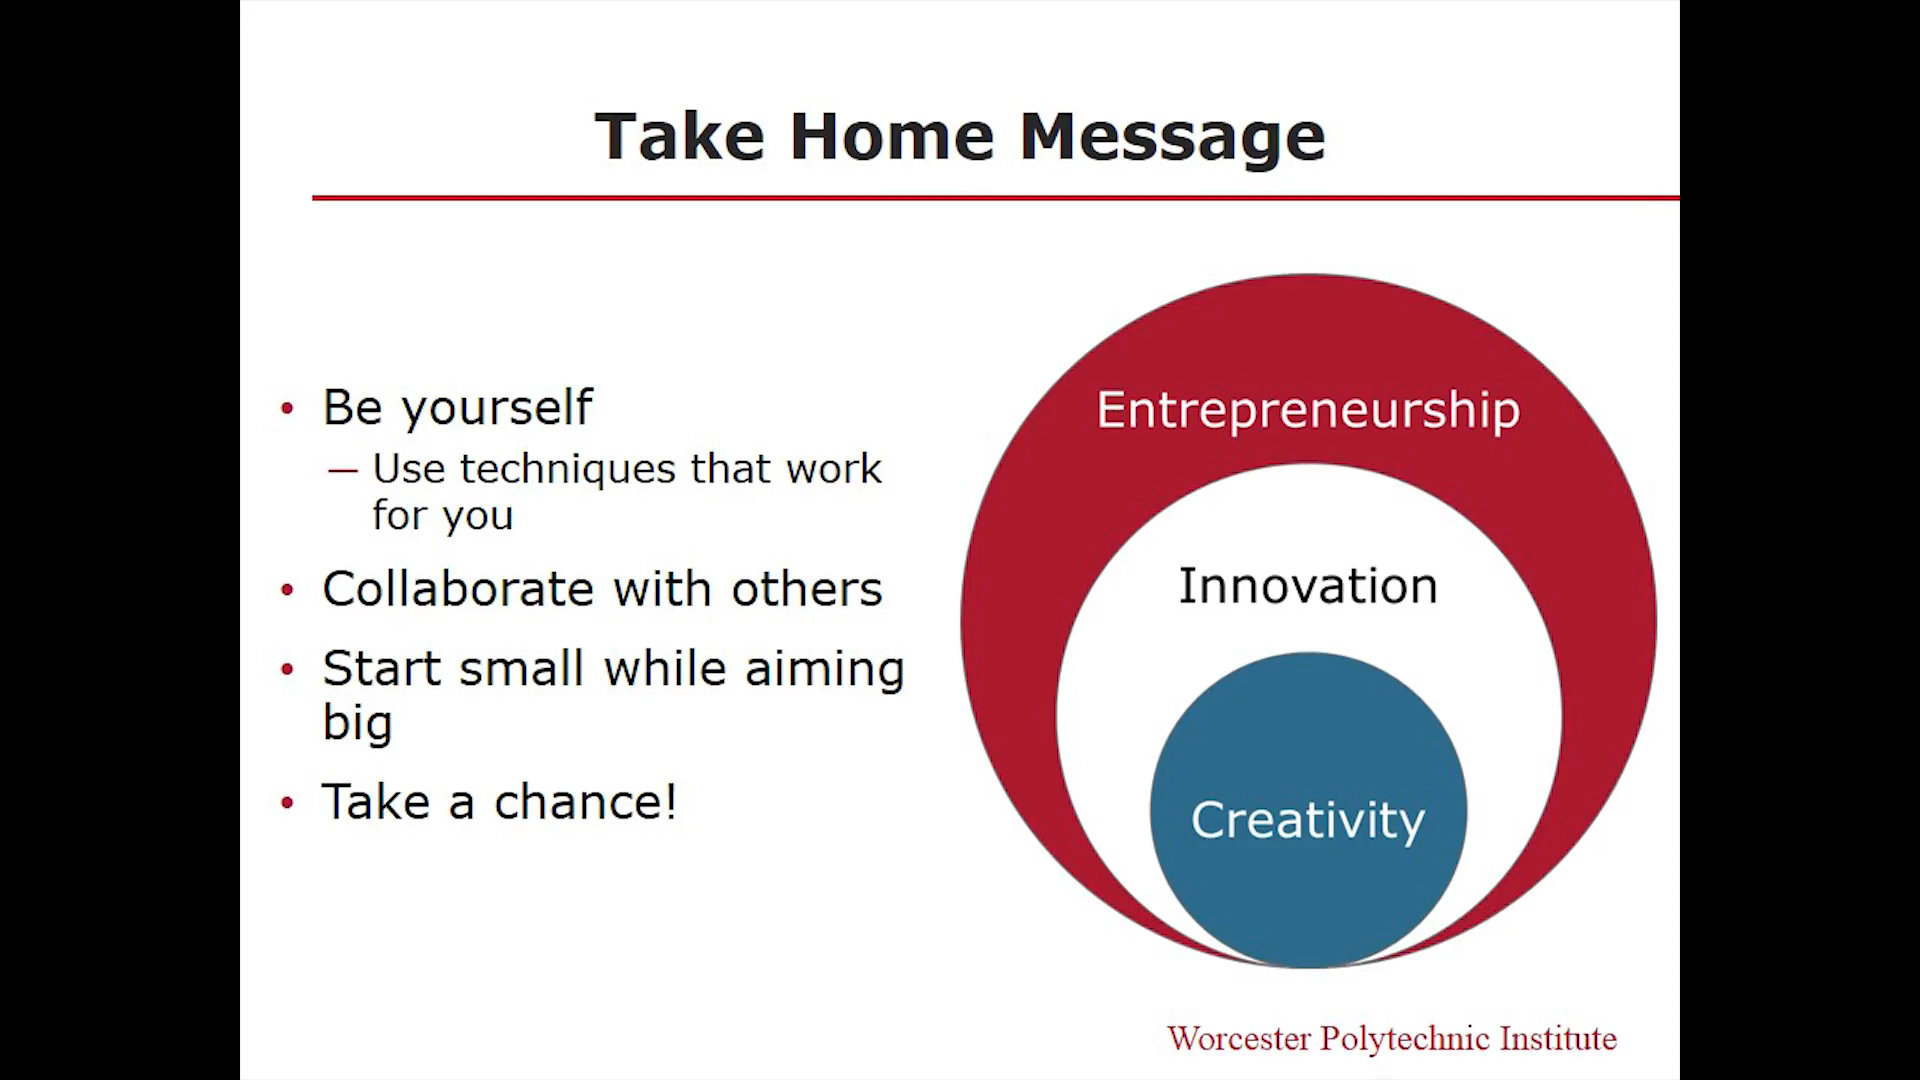 Take Home Message
• Be yourself
— Use techniques that work
for you
• Collaborate with others
• Start small while aiming
big
• Take a chance!
Entrepreneurship
Innovation
Creativity
Worcester Polytechnic Institute